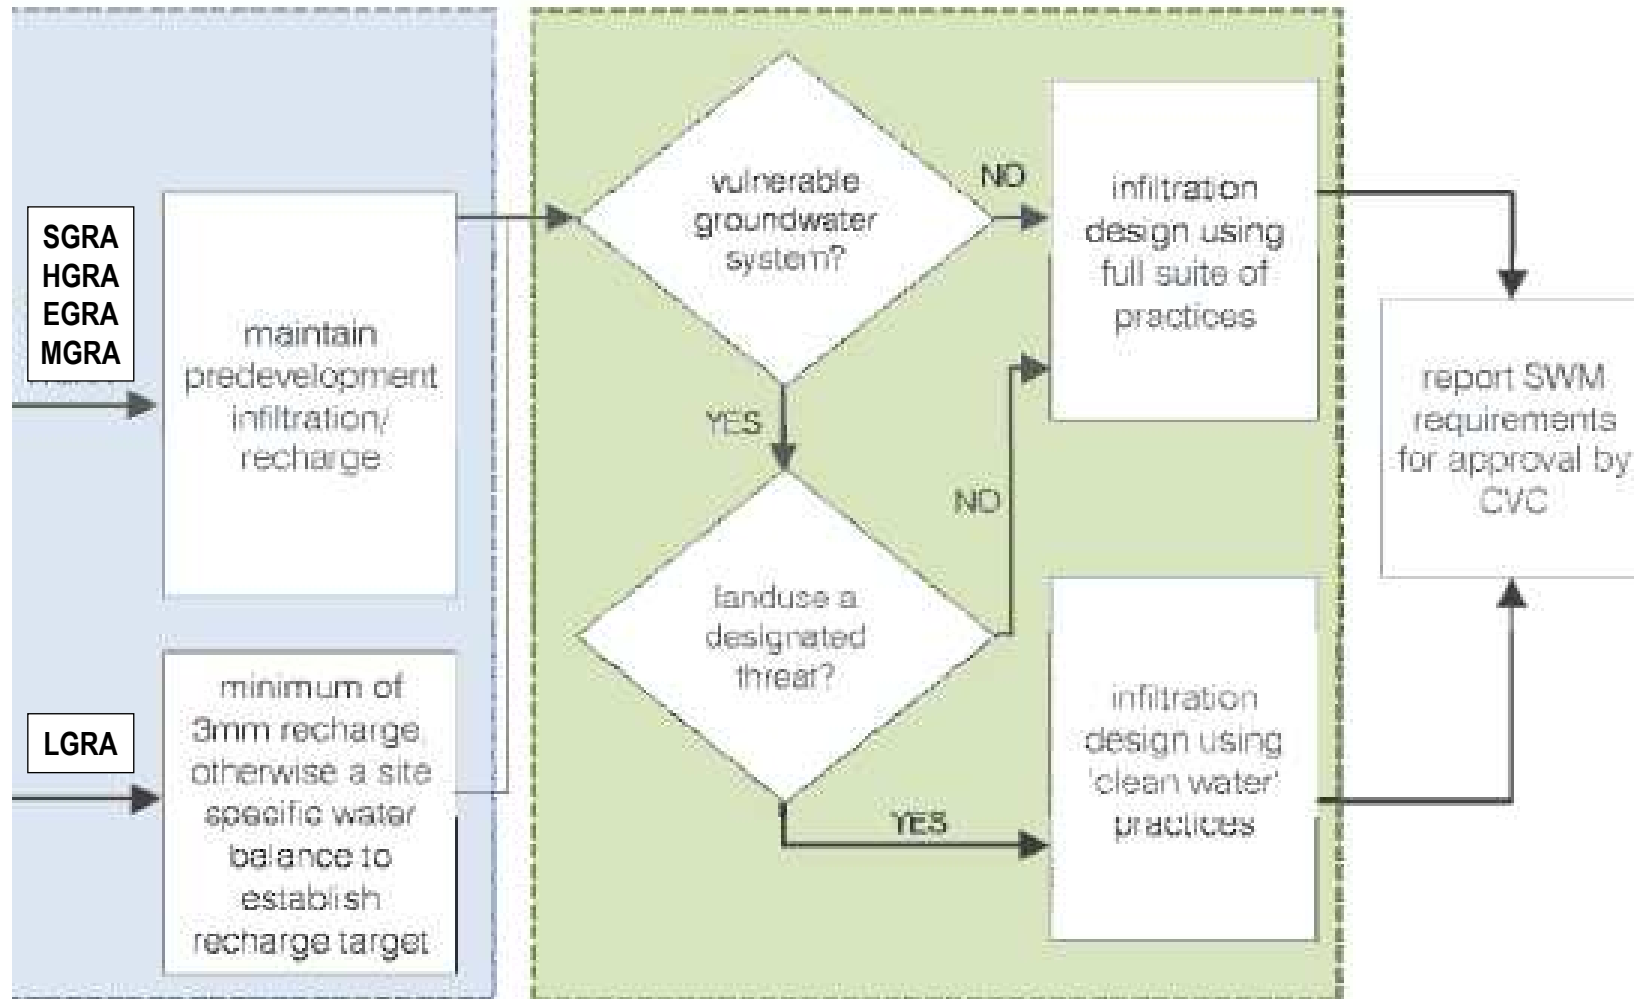 SGRA
HGRA
EGRA
MGRA
maintain
predevelopment
infiltration/
recharge
LGRA
minimum of
3mm recharge,
otherwise a site
specific water
balance to
establish
recharge target
vulnerable
groundwater
system?
NO
YES
landuse a
designated
threat?
NO
YES
infiltration
design using
full suite of
practices
infiltration
design using
'clean water'
practices
report SWM
requirements
for approval by
CVC